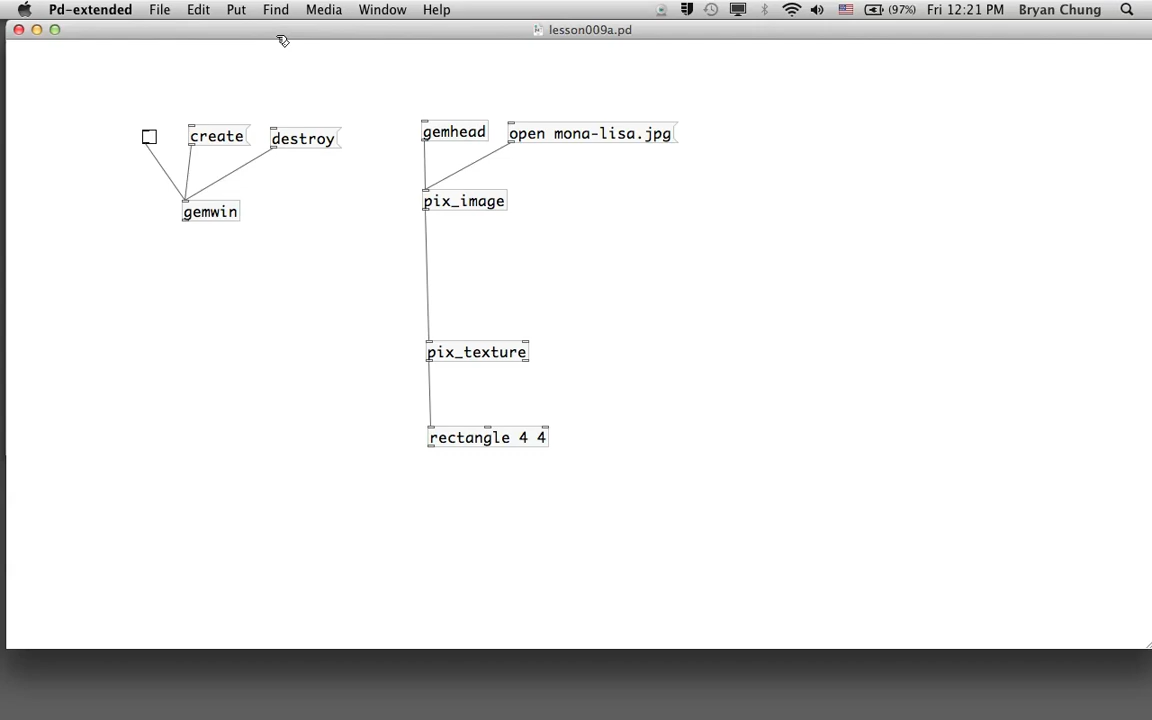 Pd-extended File Edit Put Find Media Window Help (97%) Fri 12:21 PM Bryan Chung
lesson009a.pd
create destroy gemhead open mona-lisa.jpg
gemwin pix_image
pix_texture
rectangle 4 4